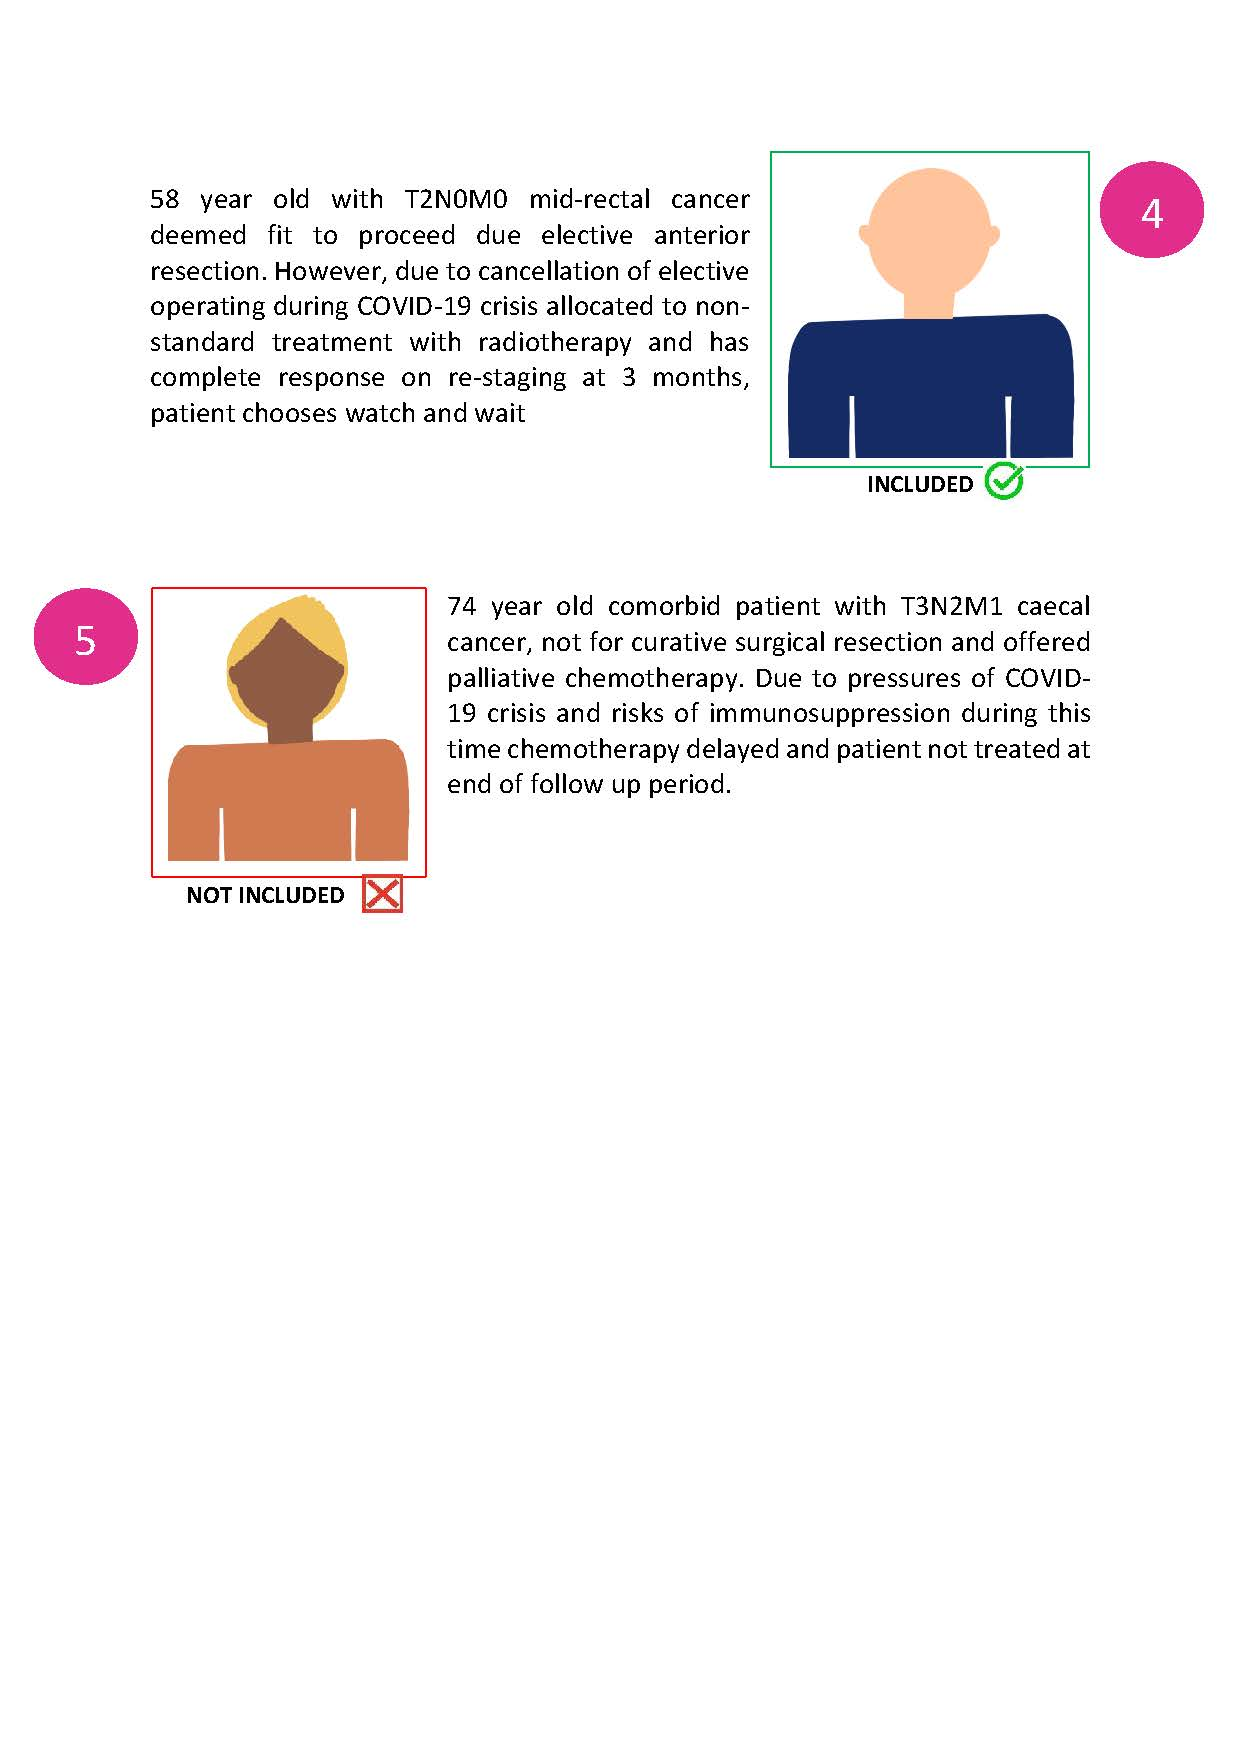 58 year old with T2N0M0 mid-rectal cancer
deemed fit to proceed due elective anterior
resection. However, due to cancellation of elective
operating during COVID-19 crisis allocated to non-
standard treatment with radiotherapy and has
complete response on re-staging at 3 months,
patient chooses watch and wait
4
INCLUDED
5
74 year old comorbid patient with T3N2M1 caecal
cancer, not for curative surgical resection and offered
palliative chemotherapy. Due to pressures of COVID-
19 crisis and risks of immunosuppression during this
time chemotherapy delayed and patient not treated at
end of follow up period.
NOT INCLUDED